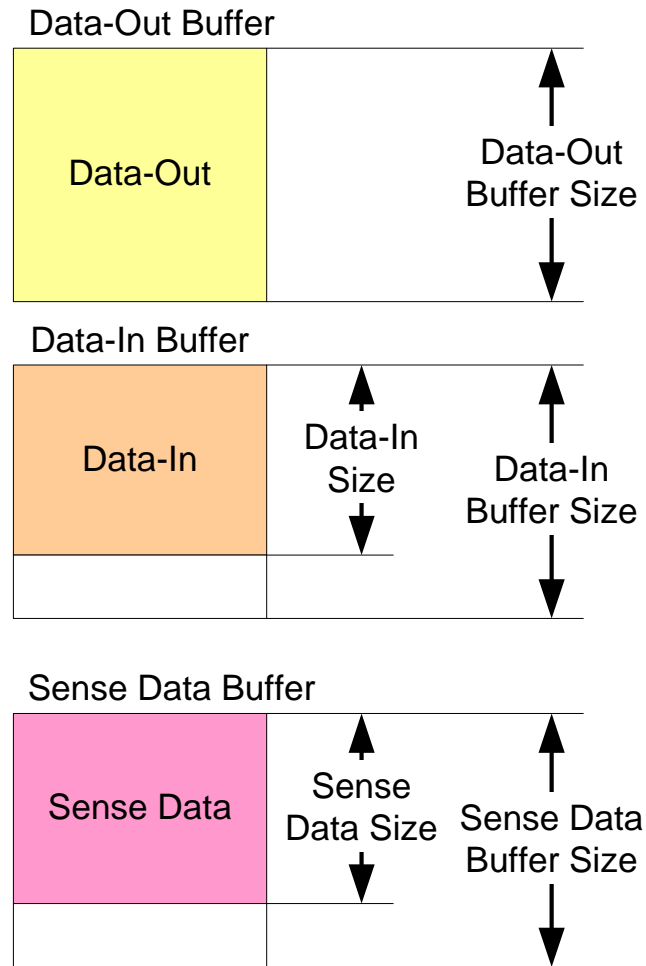 Data-Out Buffer
Data-Out
Data-Out
Buffer Size
Data-In Buffer
Data-In
Data-In
Size
Data-In
Buffer Size
Sense Data Buffer
Sense Data
Sense
Data Size
Sense Data
Buffer Size